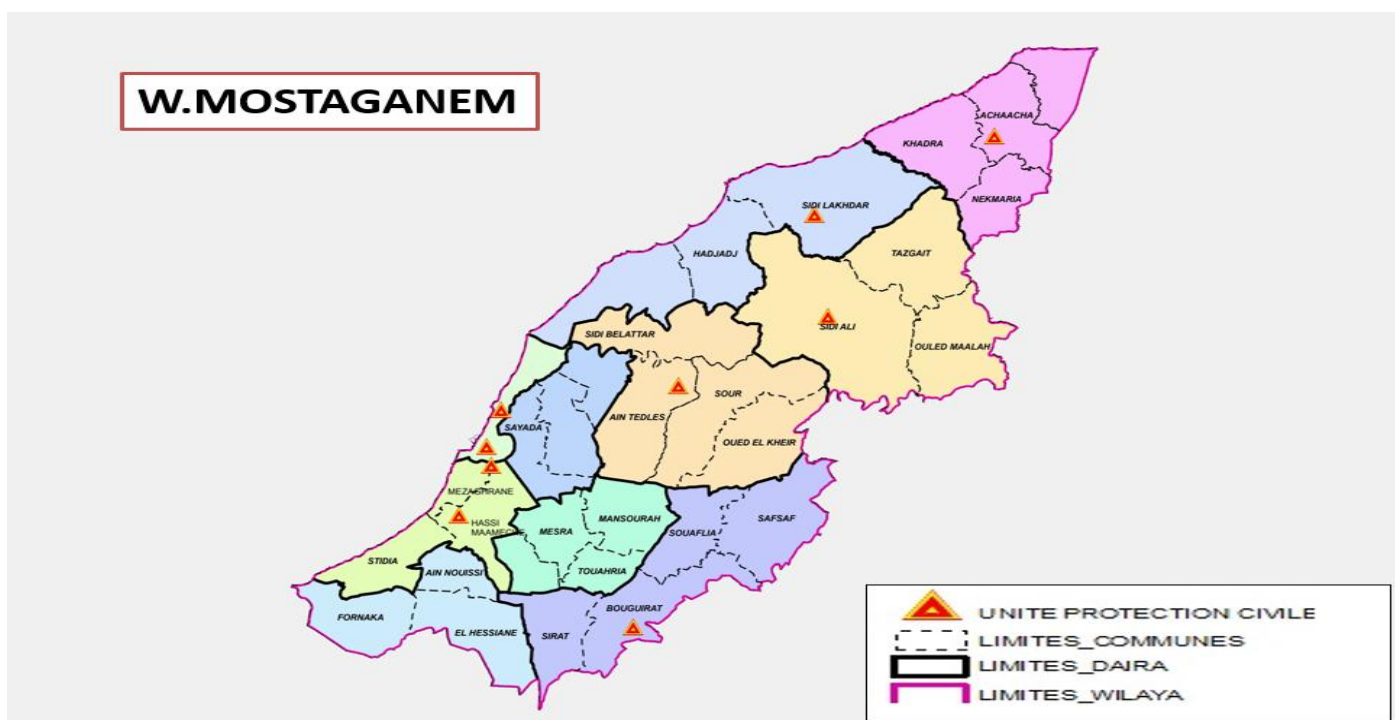 W.MOSTAGANEM
ACHAACHA
KHADRA
NEKMARIA
SIDI LAKHDAR
HADJADJ
TAZGAIT
SIDI ALI
SIDI BELATTAR
OULED MAALAH
SOUR
AIN TEDLES
SAYADA
OUED EL KHEIR
MEZAGHRANE
HASSI
MAAMECHE
MANSOURAH
SAFSAF
MESRA
SOUAFLIA
STIDIA
AIN NOUISSI
TOUAHRIA
FORNAKA
BOUGUIRAT
EL HESSIANE
SIRAT
UNITE PROTECTION CIVILE
LIMITES_COMMUNES
LIMITES_DAIRA
LIMITES_WILAYA